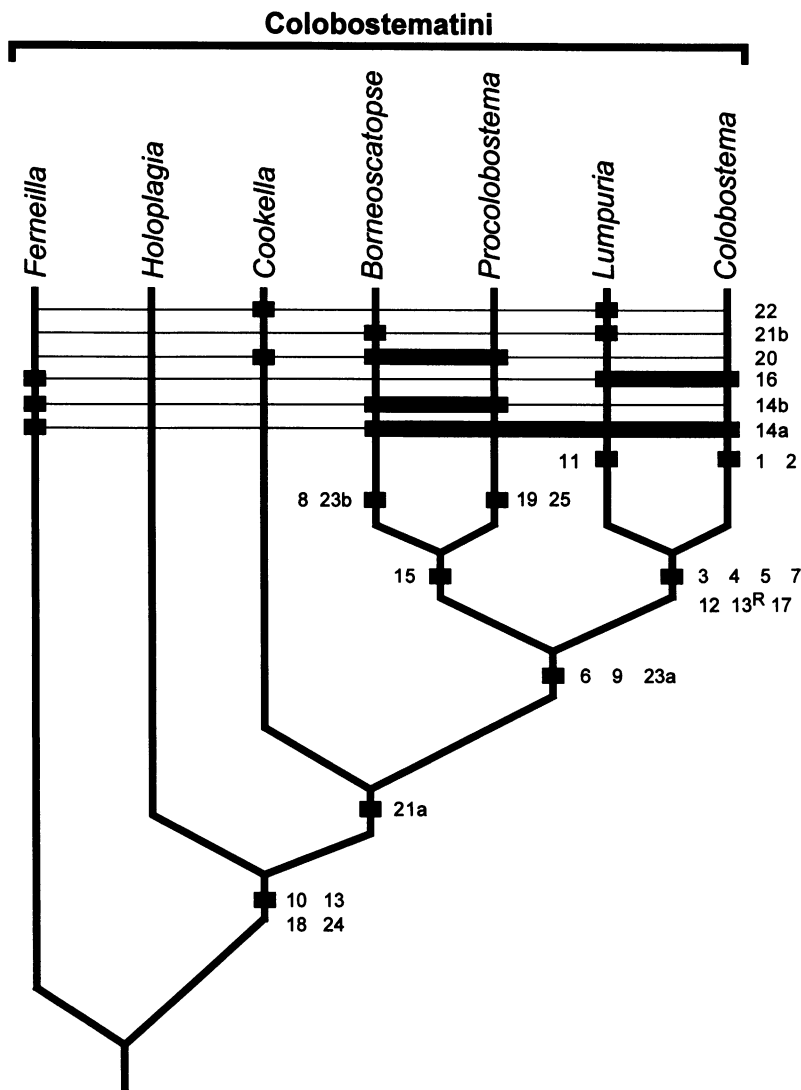 Colobostematini
Ferneilla
Holoplagia
Cookella
Borneoscatopse
Procolobostema
Lumpuria
Colobostema
22
21b
20
16
14b
14a
11
1 2
8 23b
19 25
15
3 4 5 7
12 13R 17
6 9 23a
21a
10 13
18 24